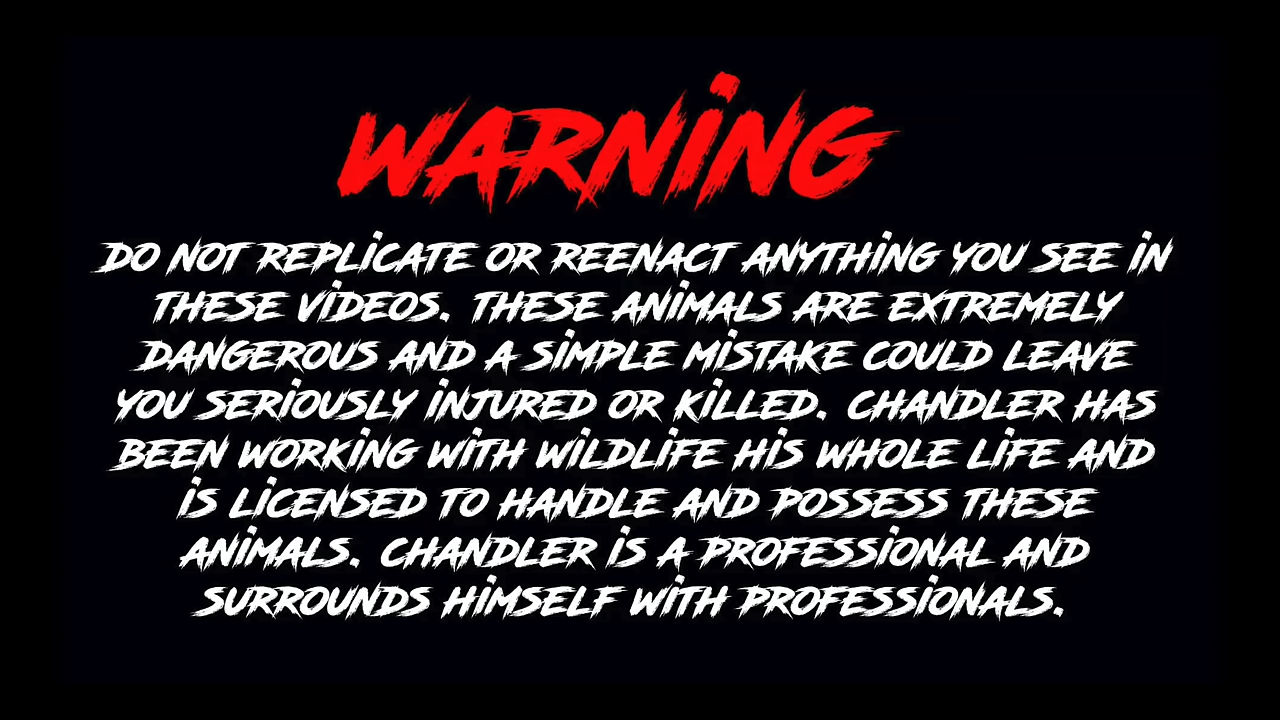 WARNING
DO NOT REPLICATE OR REENACT ANYTHING YOU SEE IN
THESE VIDEOS. THESE ANIMALS ARE EXTREMELY
DANGEROUS AND A SIMPLE MISTAKE COULD LEAVE
YOU SERIOUSLY INJURED OR KILLED. CHANDLER HAS
BEEN WORKING WITH WILDLIFE HIS WHOLE LIFE AND
IS LICENSED TO HANDLE AND POSSESS THESE
ANIMALS. CHANDLER IS A PROFESSIONAL AND
SURROUNDS HIMSELF WITH PROFESSIONALS.